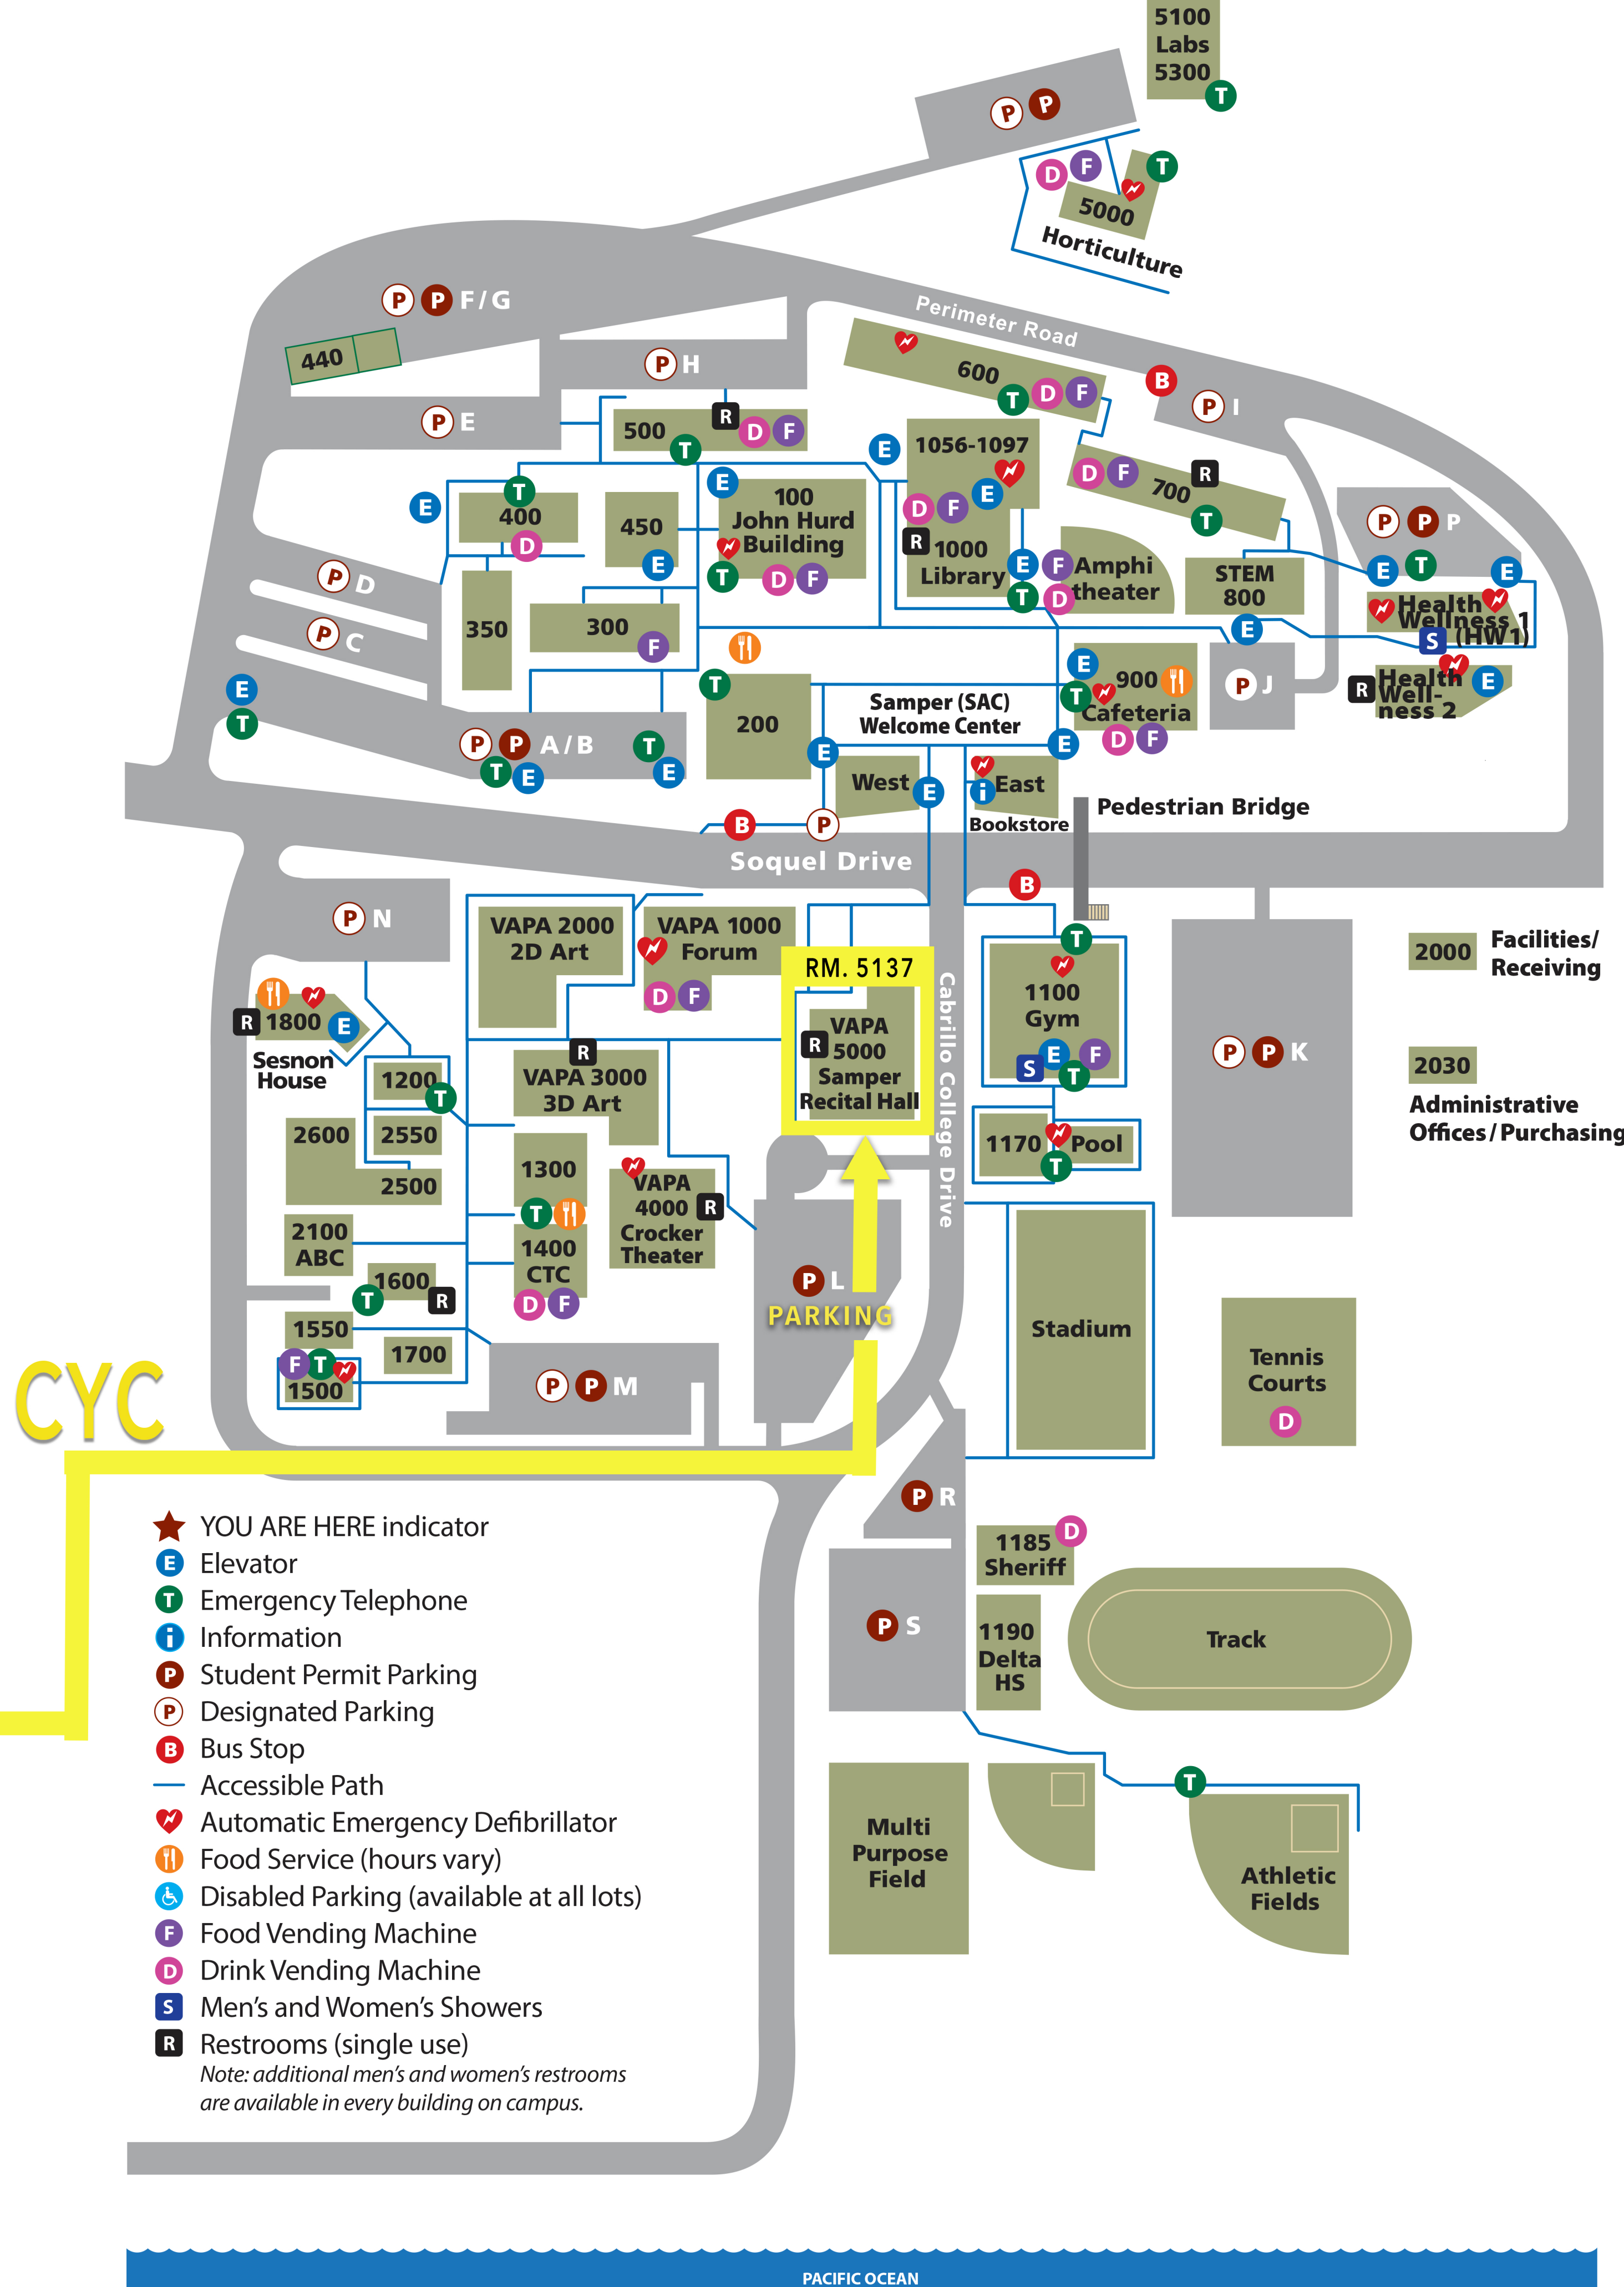 5100
Labs
5300
T
P P
D F T
5000
Horticulture
P P F/G
440
Perimeter Road
P H
600
T D F
B
P I
P E
500
R D F
T
E
1056-1097
D F E
R 1000
Library
D F R
700
T
P P P
E T E
E
T
400
D
450
E
E
100
John Hurd
Building
T D F
E F
T D
Amphi
theater
STEM
800
E
Health
Wellness 1
S (HW1)
R Health
Well-
ness 2
E
P D
P C
350
300
F
E
T
T
200
Samper (SAC)
Welcome Center
E
T 900
Cafeteria
D F
P J
P P A/B
T E
T
E
E
E
West
E
i East
Bookstore
Pedestrian Bridge
B P
Soquel Drive
B
P N
VAPA 2000
2D Art
VAPA 1000
Forum
D F
RM. 5137
R VAPA
5000
Samper
Recital Hall
Cabrillo College Drive
T
1100
Gym
S E F
T
P P K
2000 Facilities/
Receiving
2030
Administrative
Offices/Purchasing
R 1800 E
Sesnon
House
1200
T
2550
2600
2500
R
VAPA 3000
3D Art
1300
T
1400
CTC
D F
VAPA
4000 R
Crocker
Theater
1170 Pool
T
2100
ABC
1600
T R
1550
F T
1500
1700
P L
PARKING
Stadium
Tennis
Courts
D
P P M
CYC
P R
1185 D
Sheriff
P S
1190
Delta
HS
Track
Multi
Purpose
Field
T
Athletic
Fields
YOU ARE HERE indicator
E Elevator
T Emergency Telephone
i Information
P Student Permit Parking
P Designated Parking
B Bus Stop
Accessible Path
Automatic Emergency Defibrillator
Food Service (hours vary)
Disabled Parking (available at all lots)
F Food Vending Machine
D Drink Vending Machine
S Men's and Women's Showers
R Restrooms (single use)
Note: additional men's and women's restrooms
are available in every building on campus.
PACIFIC OCEAN